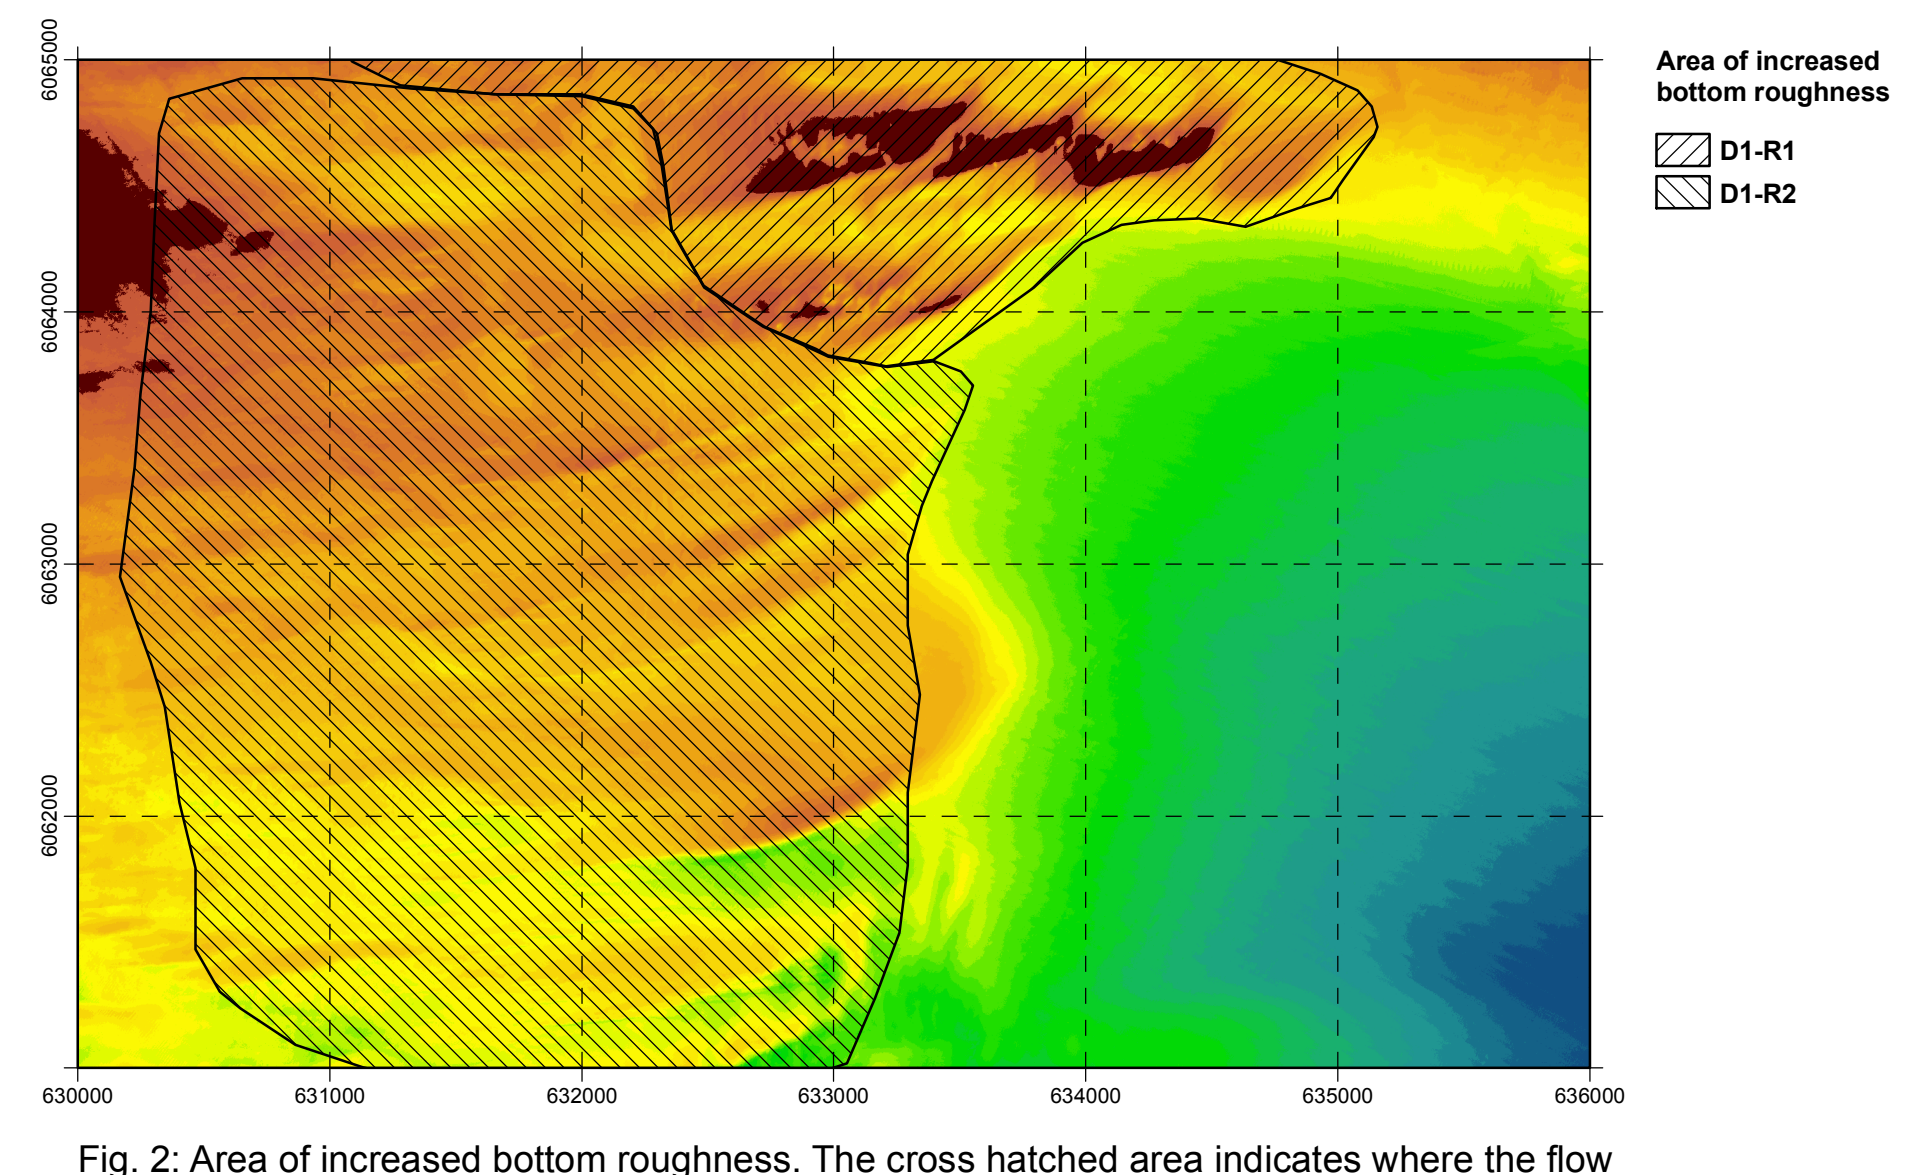 Area of increased
bottom roughness
D1-R1
D1-R2
6065000
6064000
6063000
6062000
630000 631000 632000 633000 634000 635000 636000
Fig. 2: Area of increased bottom roughness. The cross hatched area indicates where the flow